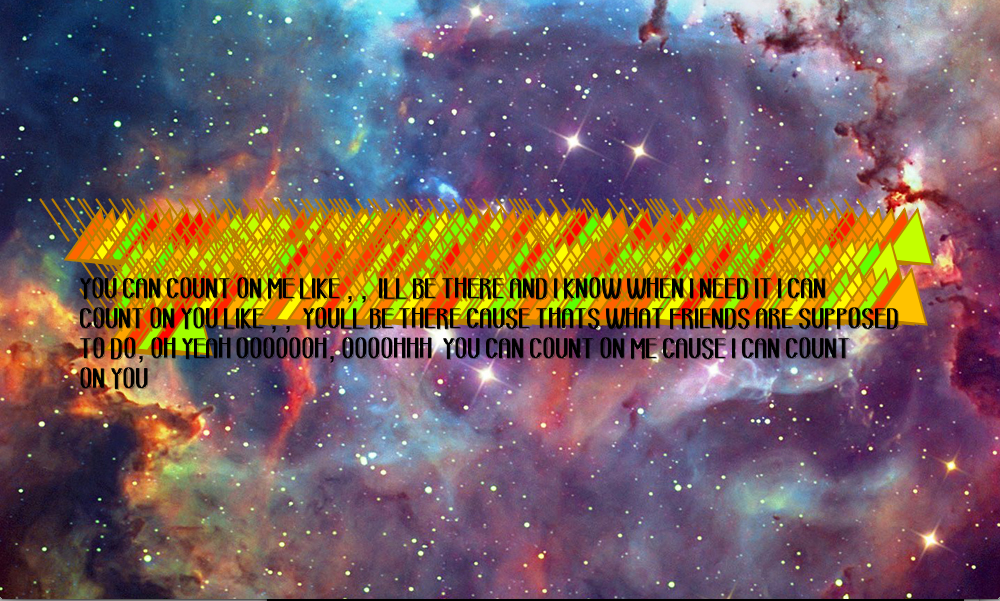 YOU CAN COUNT ON ME LIKE , , ILL BE THERE AND I KNOW WHEN I NEED IT I CAN
COUNT ON YOU LIKE , , YOULL BE THERE CAUSE THATS WHAT FRIENDS ARE SUPPOSED
TO DO, OH YEAH OOOOOOH, OOOOHHH YOU CAN COUNT ON ME CAUSE I CAN COUNT
ON YOU